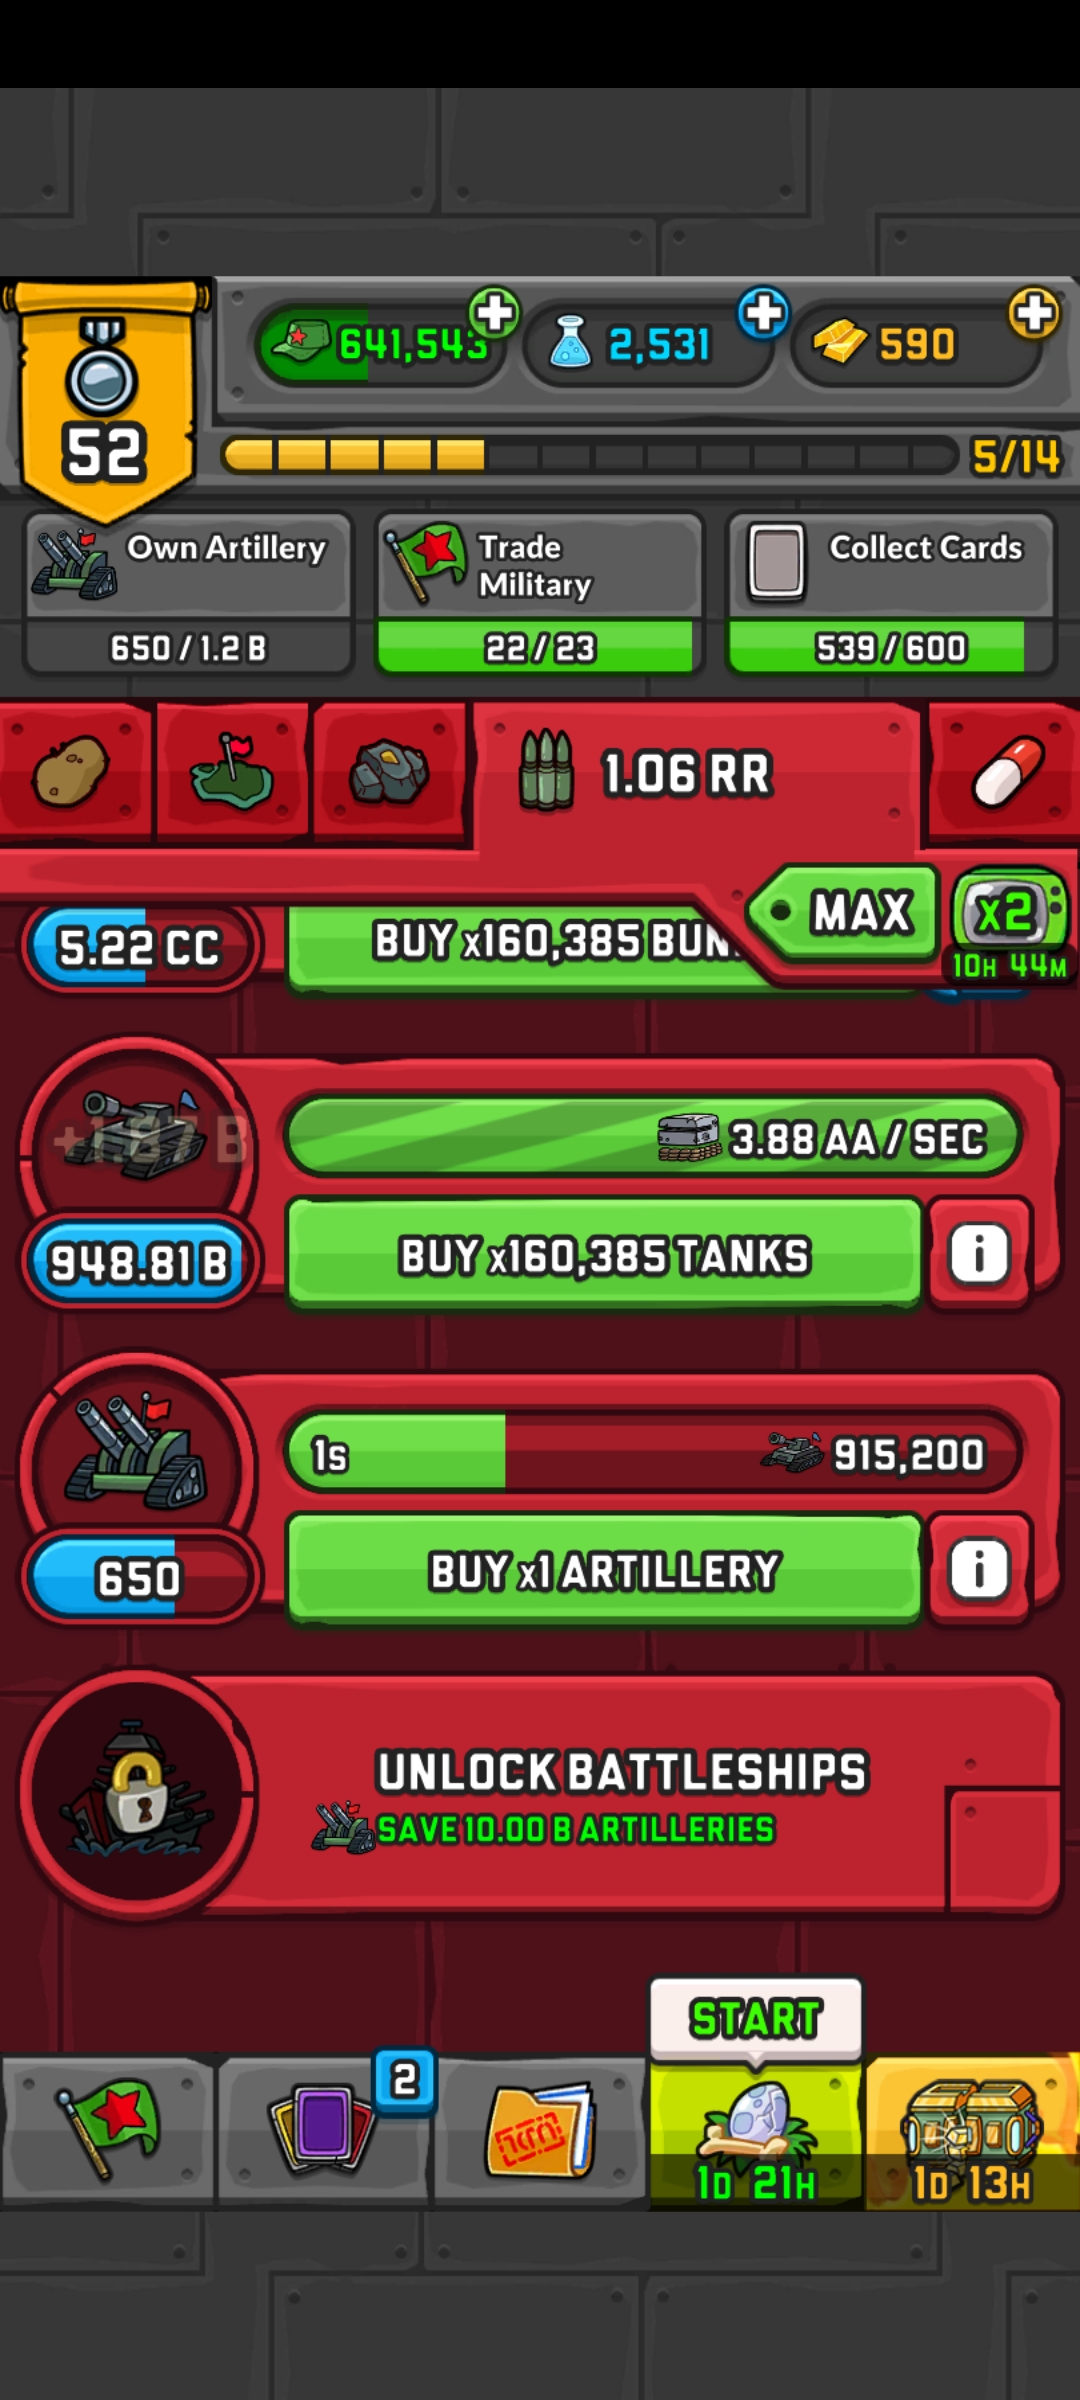 641,543
2,531
590
52
5/14
Own Artillery
650 / 1.2 B
Trade
Military
22 / 23
Collect Cards
539 / 600
1.06 RR
MAX
x2
10H 44M
5.22 CC
BUY x160,385 BUN
+1.87 B
3.88 AA / SEC
948.81 B
BUY x160,385 TANKS
i
1s
915,200
650
BUY x1 ARTILLERY
i
UNLOCK BATTLESHIPS
SAVE 10.00 B ARTILLERIES
START
2
1D 21H
1D 13H